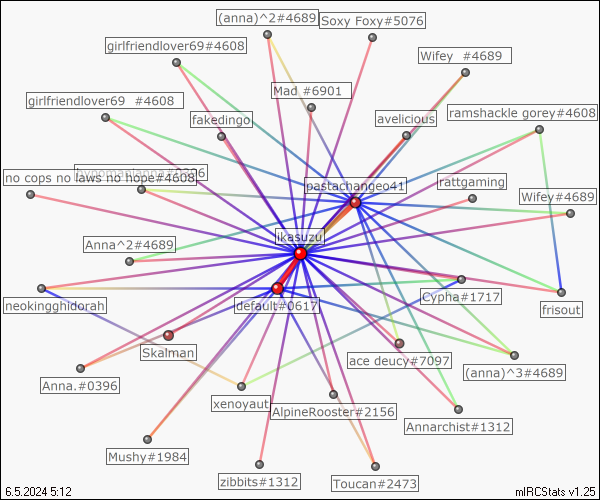 (anna)^2#4689
Soxy Foxy#5076
girlfriendlover69#4608
Wifey  #4689
Mad #6901
girlfriendlover69  #4608
ramshackle gorey#4608
fakedingo
avelicious
no cops no laws no hope#4608
pastachangeo41
rattgaming
Wifey#4689
ikasuzu
Anna^2#4689
neokingghidorah
default#0617
Cypha#1717
frisout
Skalman
ace deucy#7097
(anna)^3#4689
Anna.#0396
xenoyaut
AlpineRooster#2156
Annarchist#1312
Mushy#1984
zibbits#1312
Toucan#2473
6.5.2024 5:12
mIRCStats v1.25